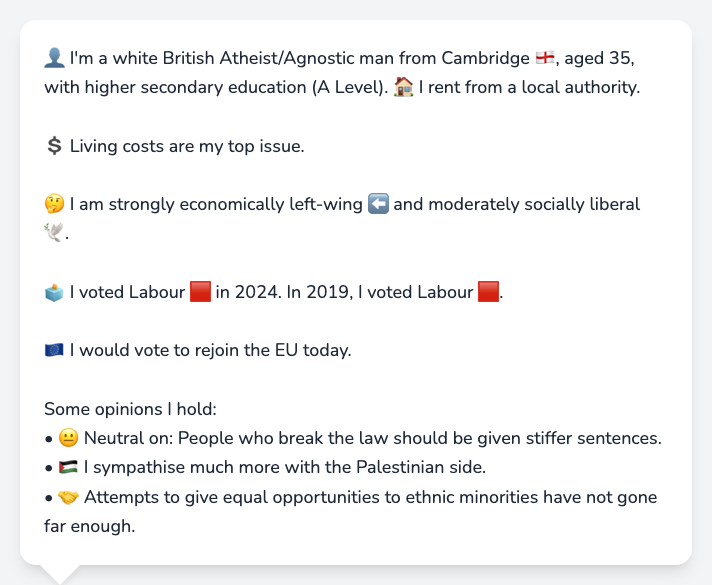 👤 I'm a white British Atheist/Agnostic man from Cambridge 🏴󠁧󠁢󠁥󠁮󠁧󠁿, aged 35,
with higher secondary education (A Level). 🏠 I rent from a local authority.
💲 Living costs are my top issue.
🤔 I am strongly economically left-wing ⬅️ and moderately socially liberal
🕊️.
🗳️ I voted Labour 🟥 in 2024. In 2019, I voted Labour 🟥.
🇪🇺 I would vote to rejoin the EU today.
Some opinions I hold:
• 😐 Neutral on: People who break the law should be given stiffer sentences.
• 🇵🇸 I sympathise much more with the Palestinian side.
• 🤝 Attempts to give equal opportunities to ethnic minorities have not gone
far enough.